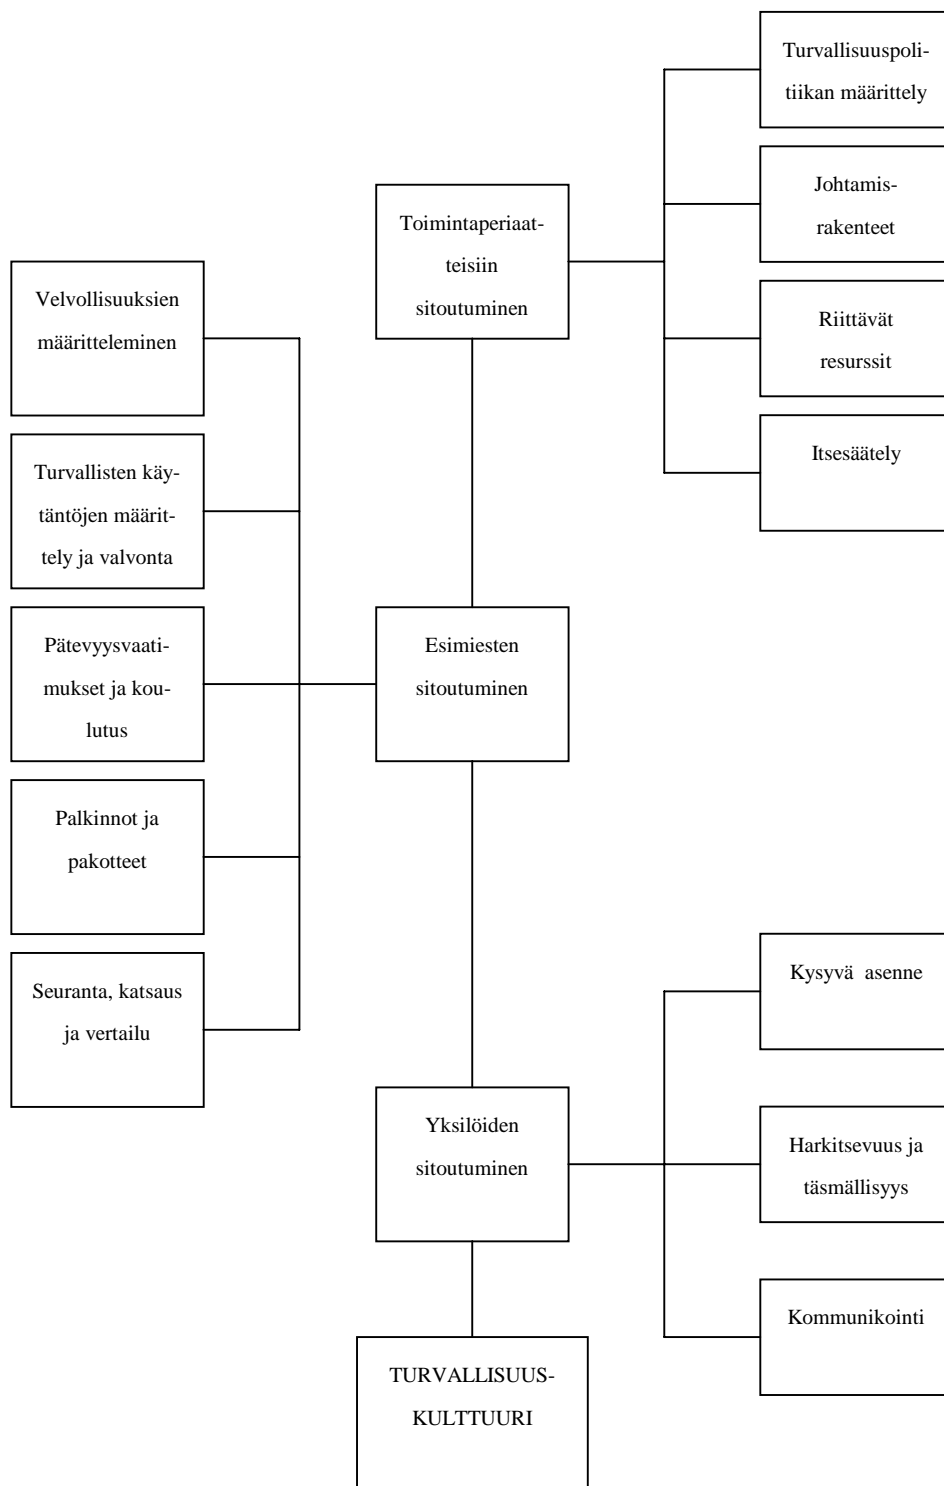 Turvallisuuspoli-
tiikan määrittely
Johtamis-
rakenteet
Toimintaperiaat-
teisiin
sitoutuminen
Riittävät
resurssit
Itsesäätely
Velvollisuuksien
määritteleminen
Turvallisten käy-
täntöjen määrit-
tely ja valvonta
Pätevyysvaati-
mukset ja kou-
lutus
Palkinnot ja
pakotteet
Seuranta, katsaus
ja vertailu
Esimiesten
sitoutuminen
Yksilöiden
sitoutuminen
Kysyvä asenne
Harkitsevuus ja
täsmällisyys
Kommunikointi
TURVALLISUUS-
KULTTUURI